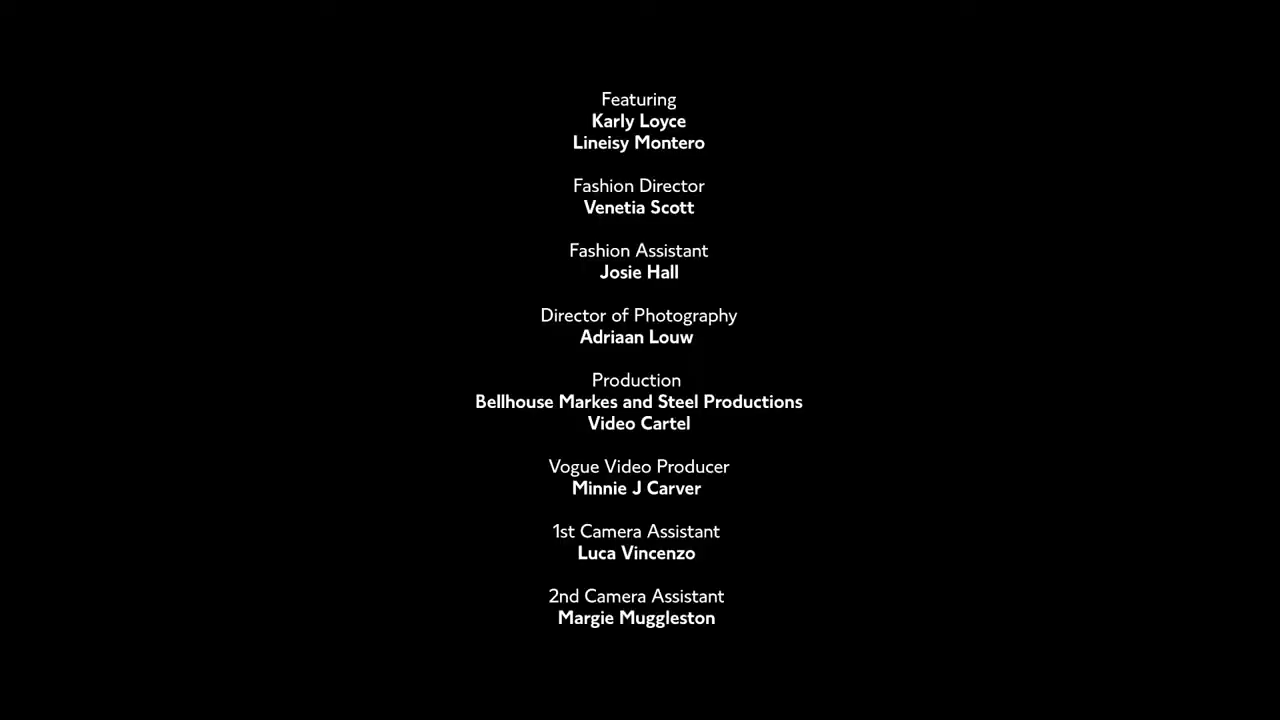 Featuring
Karly Loyce
Lineisy Montero
Fashion Director
Venetia Scott
Fashion Assistant
Josie Hall
Director of Photography
Adriaan Louw
Production
Bellhouse Markes and Steel Productions
Video Cartel
Vogue Video Producer
Minnie J Carver
1st Camera Assistant
Luca Vincenzo
2nd Camera Assistant
Margie Muggleston